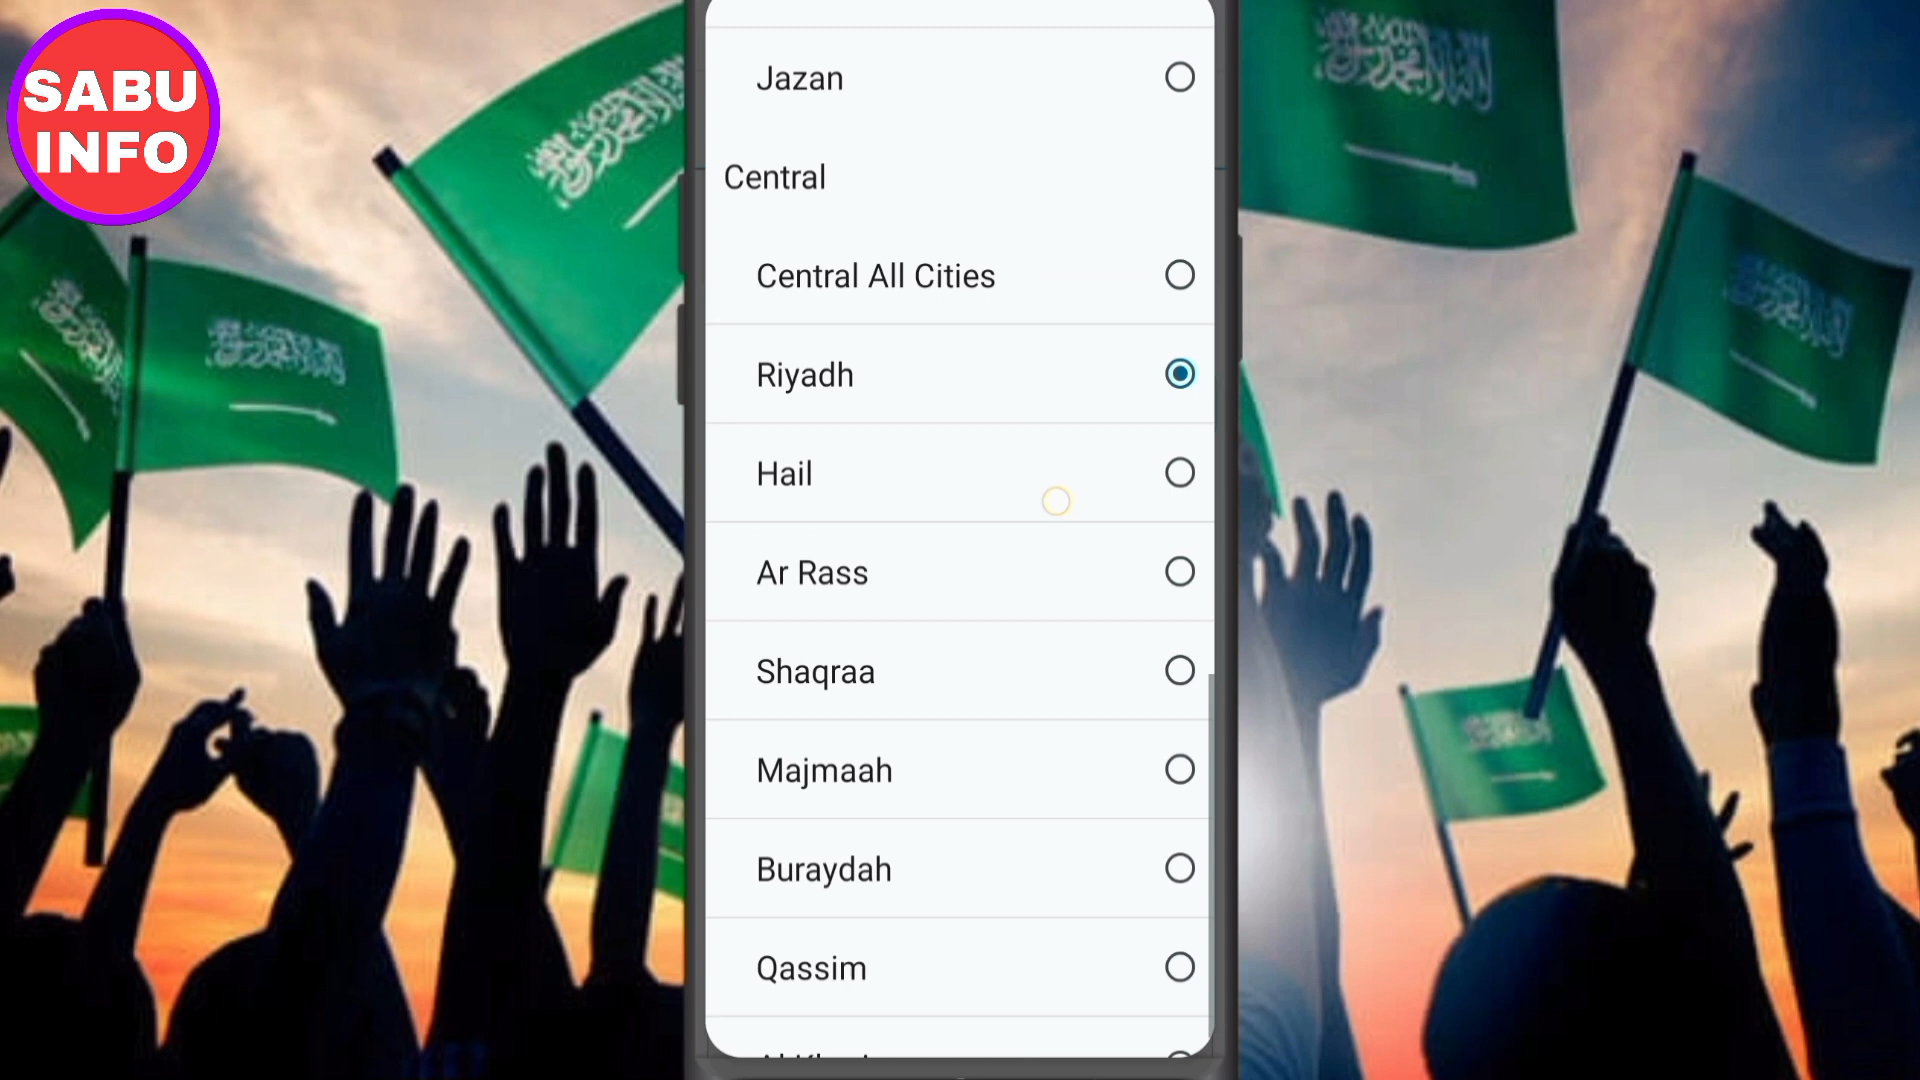 SABU
INFO
Jazan
Central
Central All Cities
Riyadh
Hail
Ar Rass
Shaqraa
Majmaah
Buraydah
Qassim